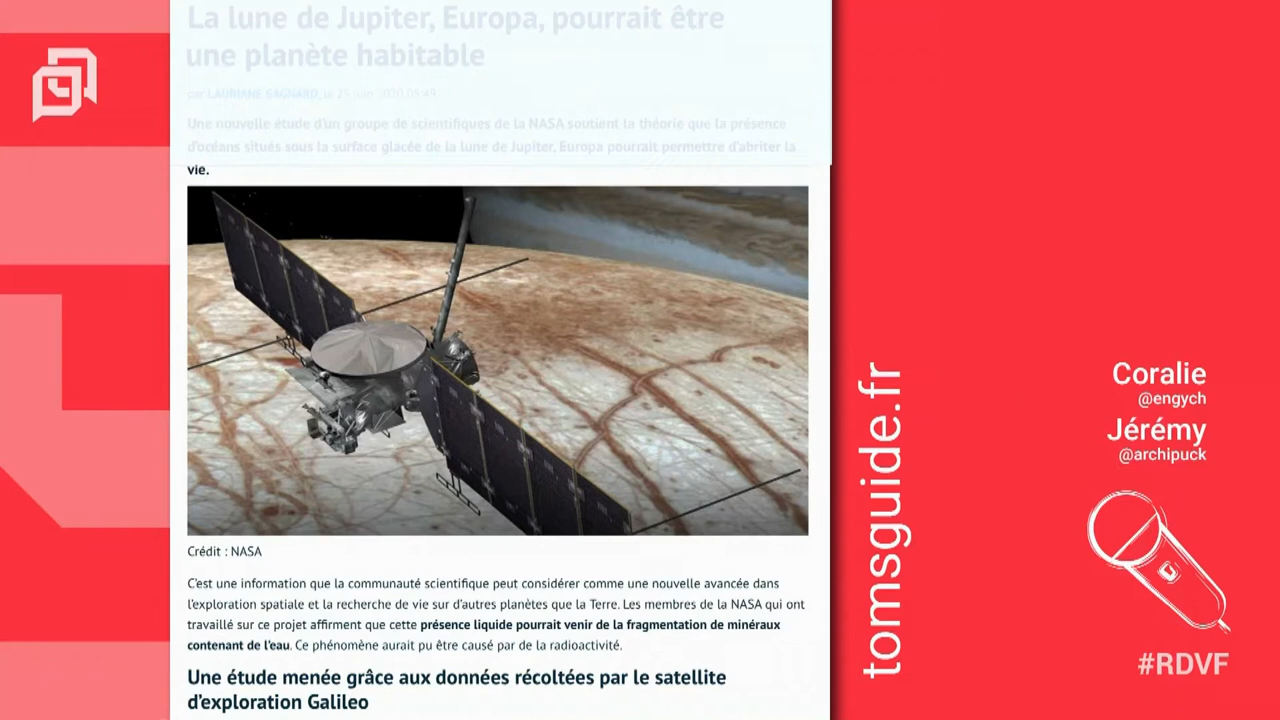 La lune de Jupiter, Europa, pourrait être
une planète habitable
par LAURIANE GAGNARD, le 25 juin 2020 05:45
Une nouvelle étude d'un groupe de scientifiques de la NASA soutient la théorie que la présence
d'océans situés sous la surface glacée de la lune de Jupiter, Europa pourrait permettre d'abriter la
vie.
Crédit : NASA
C'est une information que la communauté scientifique peut considérer comme une nouvelle avancée dans
l'exploration spatiale et la recherche de vie sur d'autres planètes que la Terre. Les membres de la NASA qui ont
travaillé sur ce projet affirment que cette présence liquide pourrait venir de la fragmentation de minéraux
contenant de l'eau. Ce phénomène aurait pu être causé par de la radioactivité.
Une étude menée grâce aux données récoltées par le satellite
d'exploration Galileo
tomsguide.fr
Coralie
@engych
Jérémy
@archipuck
#RDVF